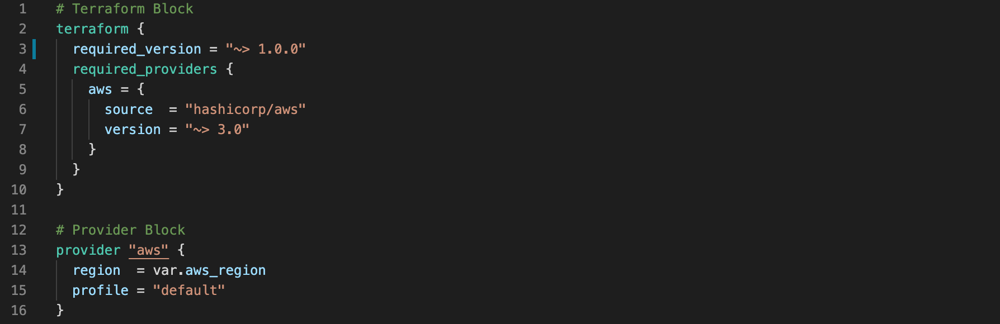 1 # Terraform Block
2 terraform {
3   required_version = "~> 1.0.0"
4   required_providers {
5     aws = {
6       source  = "hashicorp/aws"
7       version = "~> 3.0"
8     }
9   }
10 }
11
12 # Provider Block
13 provider "aws" {
14   region  = var.aws_region
15   profile = "default"
16 }